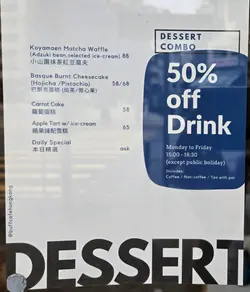 Koyamaen Matcha Waffle
(Adzuki bean, selected ice-cream) 88
小山園抹茶紅豆窩夫
Basque Burnt Cheesecake
(Hojicha / Pistachio) 58/68
巴斯克蛋糕 (焙茶/開心果)
Carrot Cake 58
蘿蔔蛋糕
Apple Tart w/ ice-cream 65
蘋果撻配雪糕
Daily Special ask
本日精選
DESSERT
COMBO
50%
off
Drink
Monday to Friday
15:00 - 18:30
(except public holiday)
Includes:
Coffee / Non-coffee / Tea with pot
DESSERT